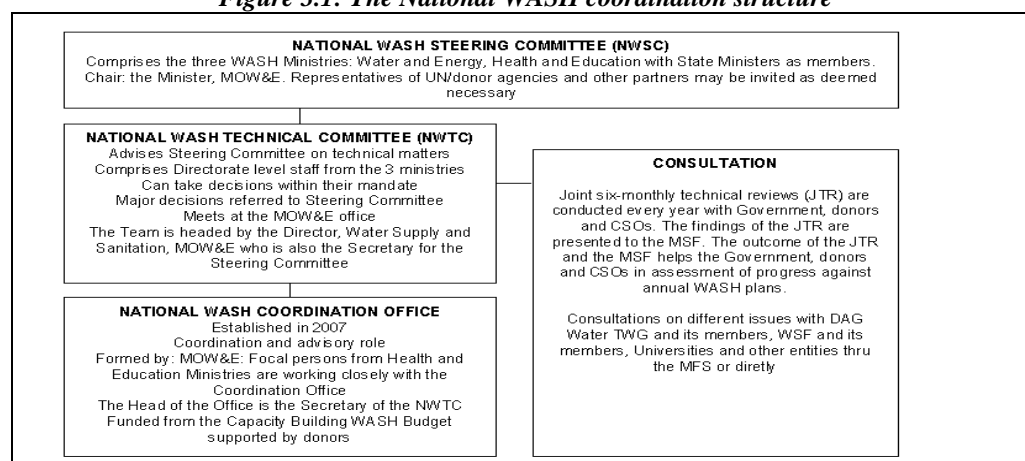 Figure 3.1: The National WASH coordination structure
NATIONAL WASH STEERING COMMITTEE (NWSC)
Comprises the three WASH Ministries: Water and Energy, Health and Education with State Ministers as members.
Chair: the Minister, MOW&E. Representatives of UN/donor agencies and other partners may be invited as deemed
necessary
NATIONAL WASH TECHNICAL COMMITTEE (NWTC)
Advises Steering Committee on technical matters
Comprises Directorate level staff from the 3 ministries
Can take decisions within their mandate
Major decisions referred to Steering Committee
Meets at the MOW&E office
The Team is headed by the Director, Water Supply and
Sanitation, MOW&E who is also the Secretary for the
Steering Committee
CONSULTATION
Joint six-monthly technical reviews (JTR) are
conducted every year with Government, donors
and CSOs. The findings of the JTR are
presented to the MSF. The outcome of the JTR
and the MSF helps the Government, donors
and CSOs in assessment of progress against
annual WASH plans.
Consultations on different issues with DAG
Water TWG and its members, WSF and its
members, Universities and other entities thru
the MFS or diretly
NATIONAL WASH COORDINATION OFFICE
Established in 2007
Coordination and advisory role
Formed by: MOW&E: Focal persons from Health and
Education Ministries are working closely with the
Coordination Office
The Head of the Office is the Secretary of the NWTC
Funded from the Capacity Building WASH Budget
supported by donors